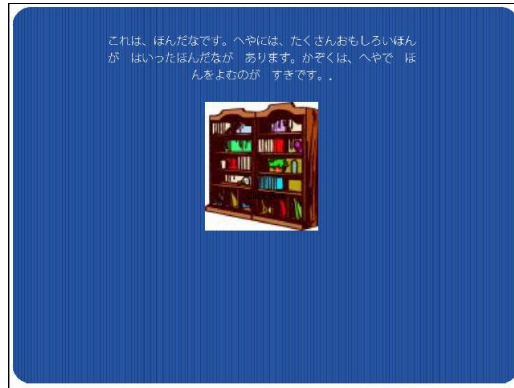 これは、ほんだなです。へやには、たくさんおもしろいほん
が　はいったほんだなが　あります。かぞくは、へやで　ほ
んをよむのが　すきです。.